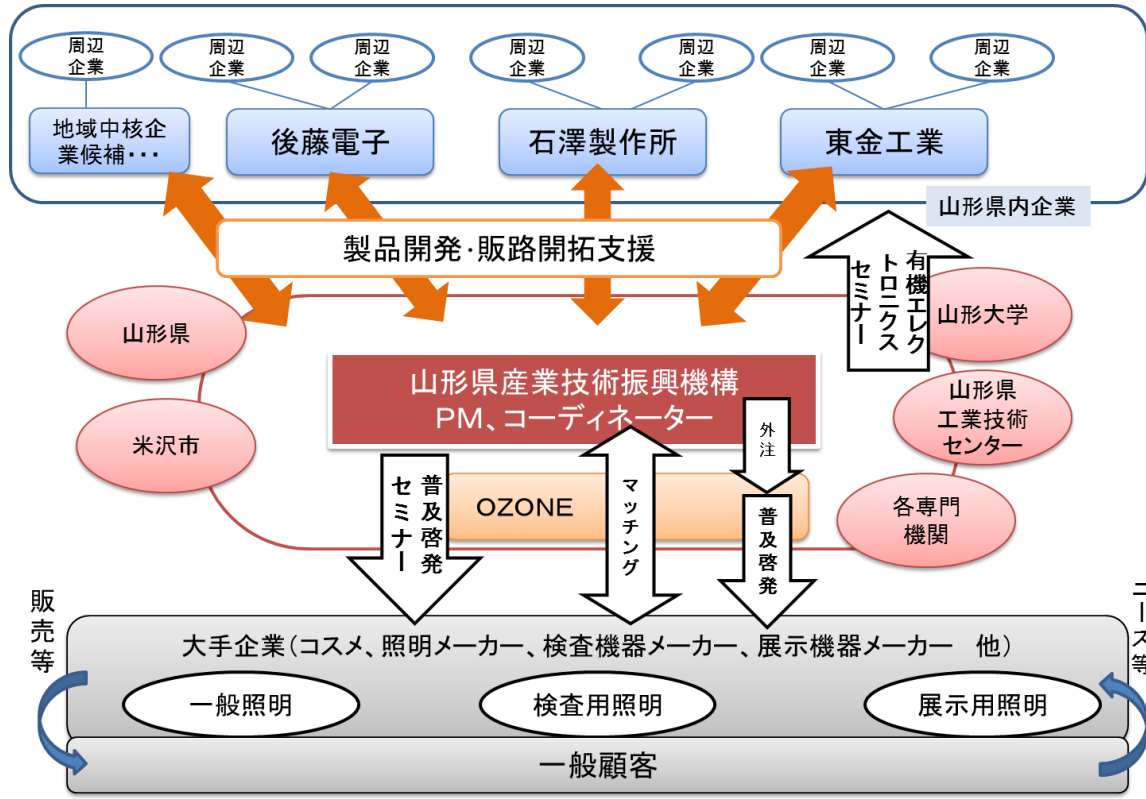 周辺
企業
周辺
企業
周辺
企業
周辺
企業
周辺
企業
周辺
企業
周辺
企業
地域中核企
業候補・・・
後藤電子
石澤製作所
東金工業
山形県内企業
製品開発・販路開拓支援
有機エレク
トロニクス
セミナー
山形県
米沢市
山形大学
山形県
工業技術
センター
各専門
機関
山形県産業技術振興機構
PM、コーディネーター
外注
OZONE
普及啓発
セミナー
マッチング
普及啓発
販売等
ニーズ等
大手企業(コスメ、照明メーカー、検査機器メーカー、展示機器メーカー　他)
一般照明
検査用照明
展示用照明
一般顧客